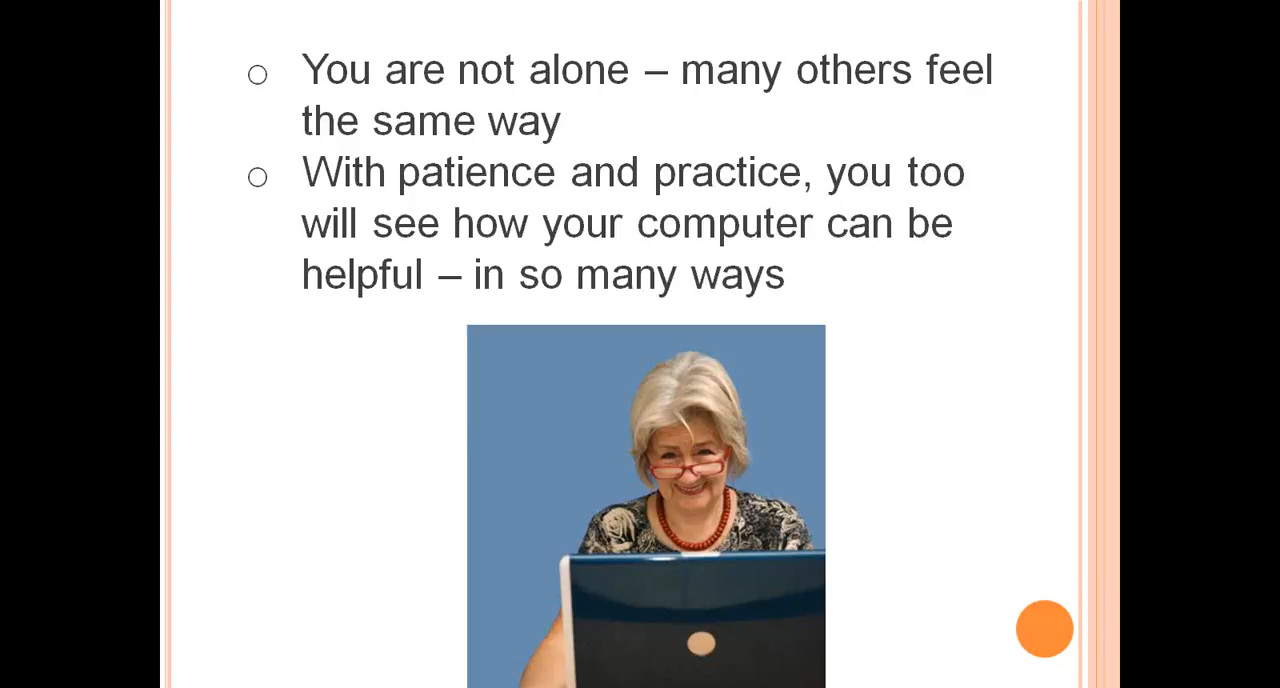 You are not alone – many others feel
the same way
With patience and practice, you too
will see how your computer can be
helpful – in so many ways